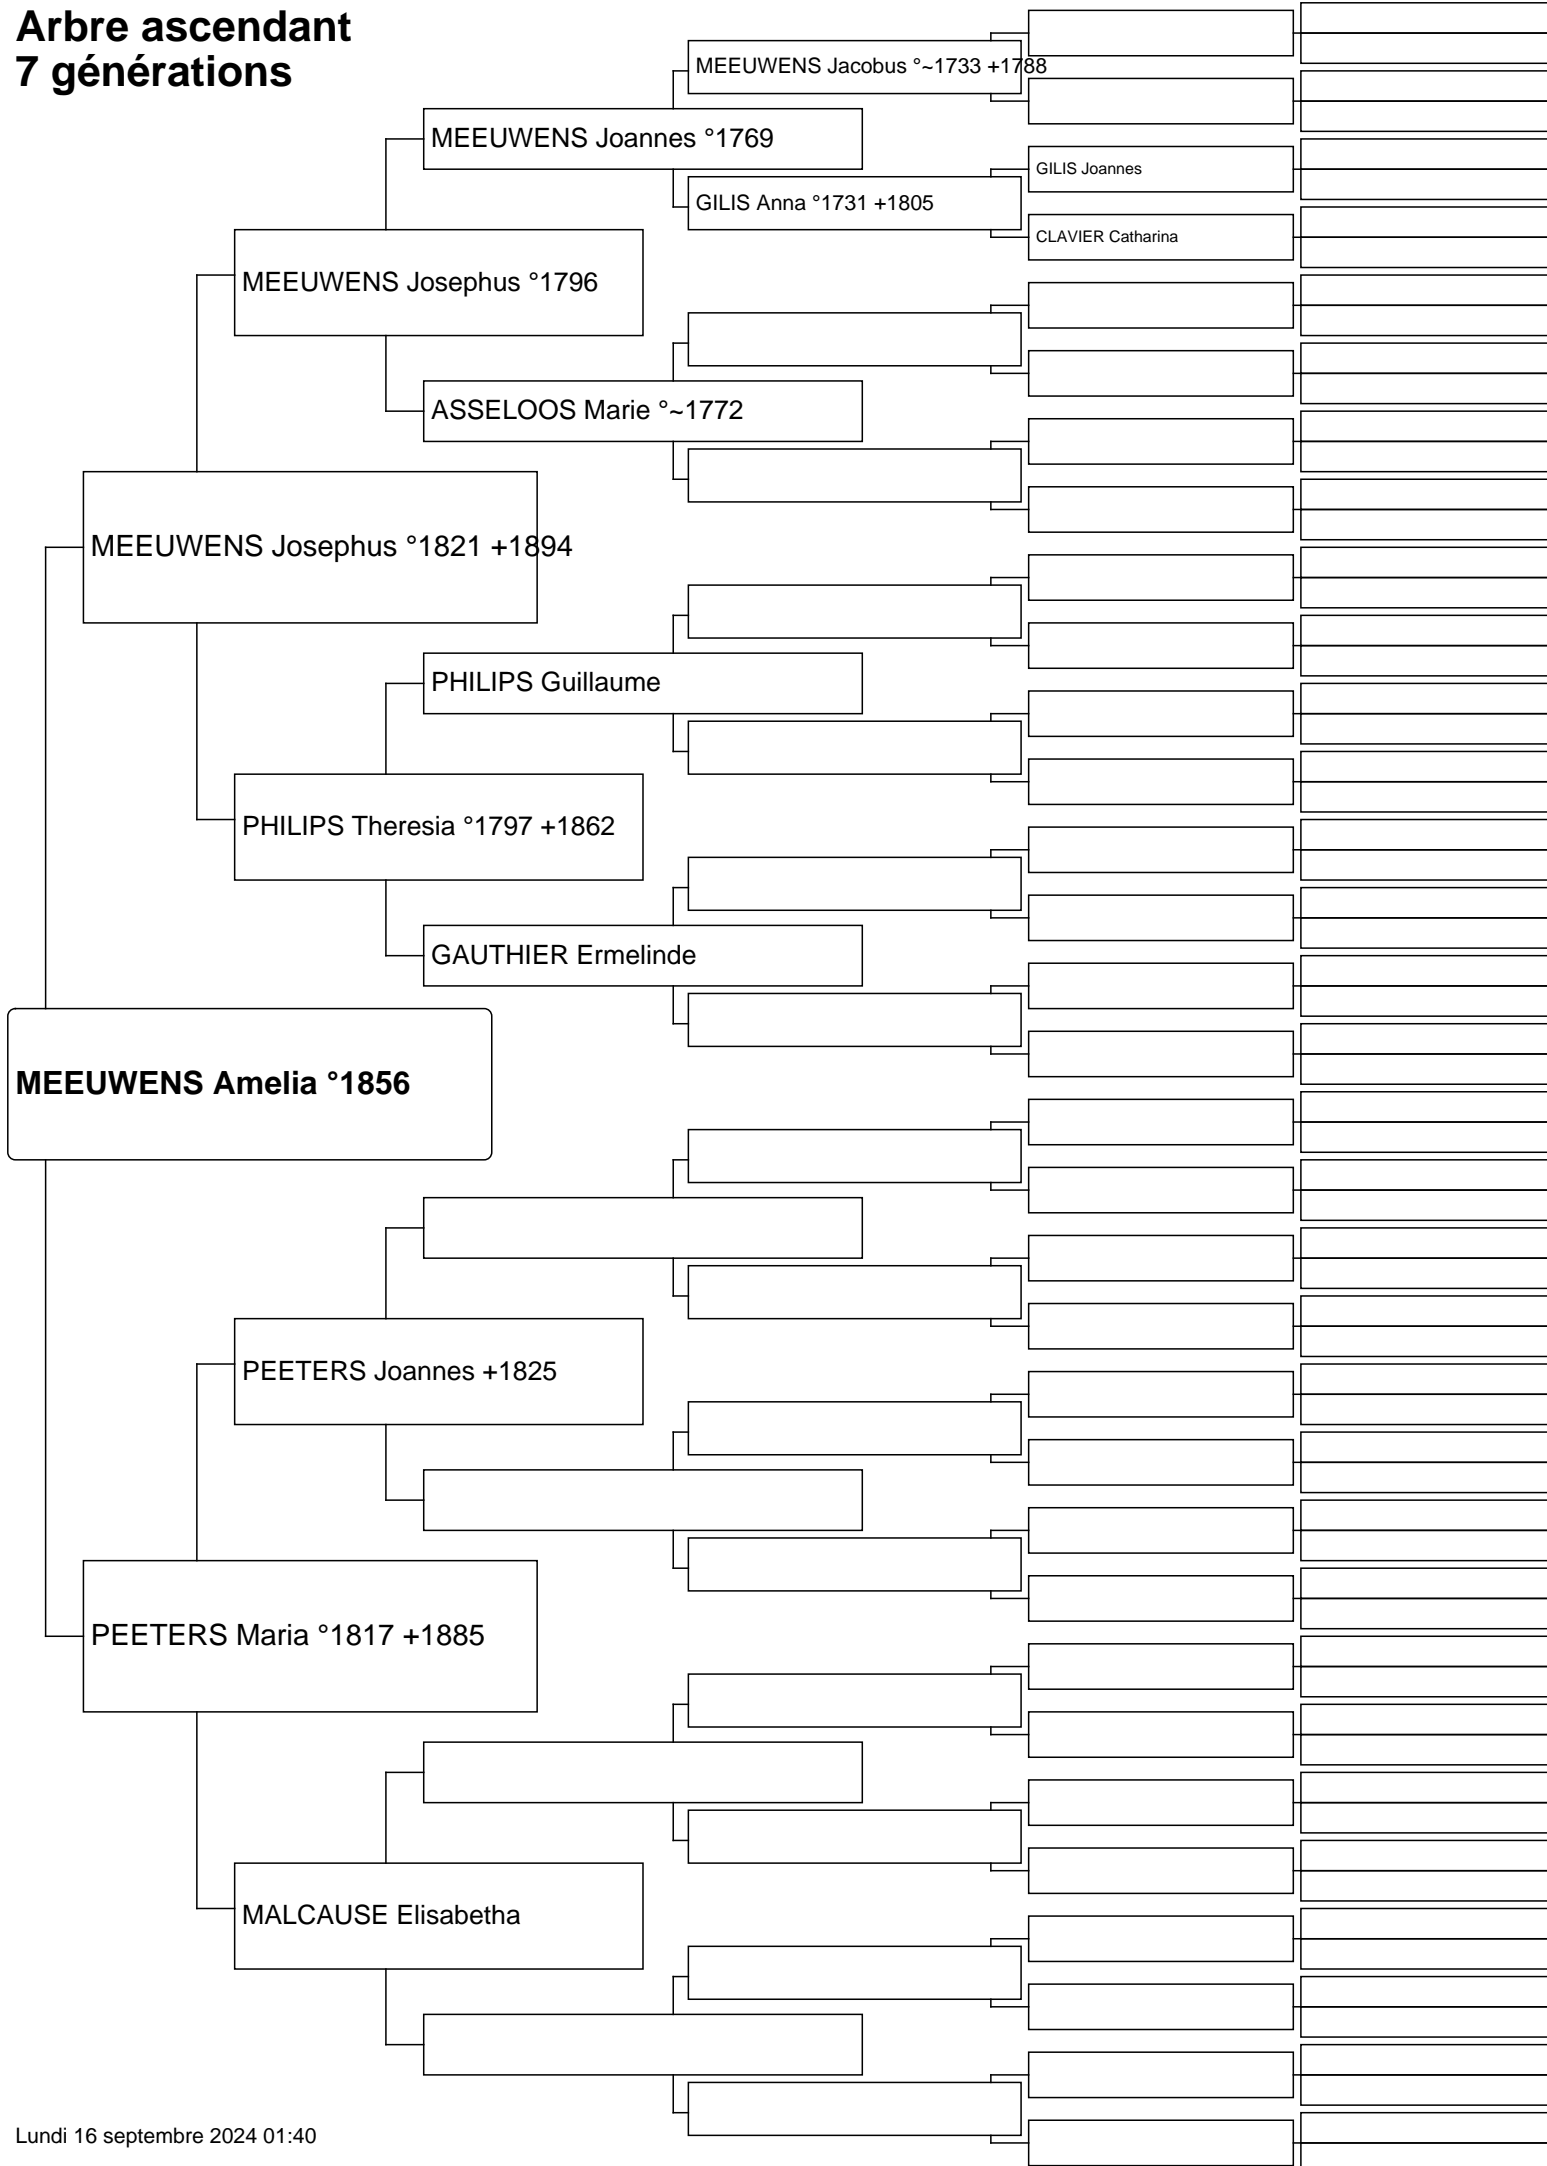 Arbre ascendant
7 générations
MEEUWENS Jacobus °~1733 +1788
MEEUWENS Joannes °1769
GILIS Joannes
GILIS Anna °1731 +1805
CLAVIER Catharina
MEEUWENS Josephus °1796
ASSELOOS Marie °~1772
MEEUWENS Josephus °1821 +1894
PHILIPS Guillaume
PHILIPS Theresia °1797 +1862
GAUTHIER Ermelinde
MEEUWENS Amelia °1856
PEETERS Joannes +1825
PEETERS Maria °1817 +1885
MALCAUSE Elisabetha
Lundi 16 septembre 2024 01:40